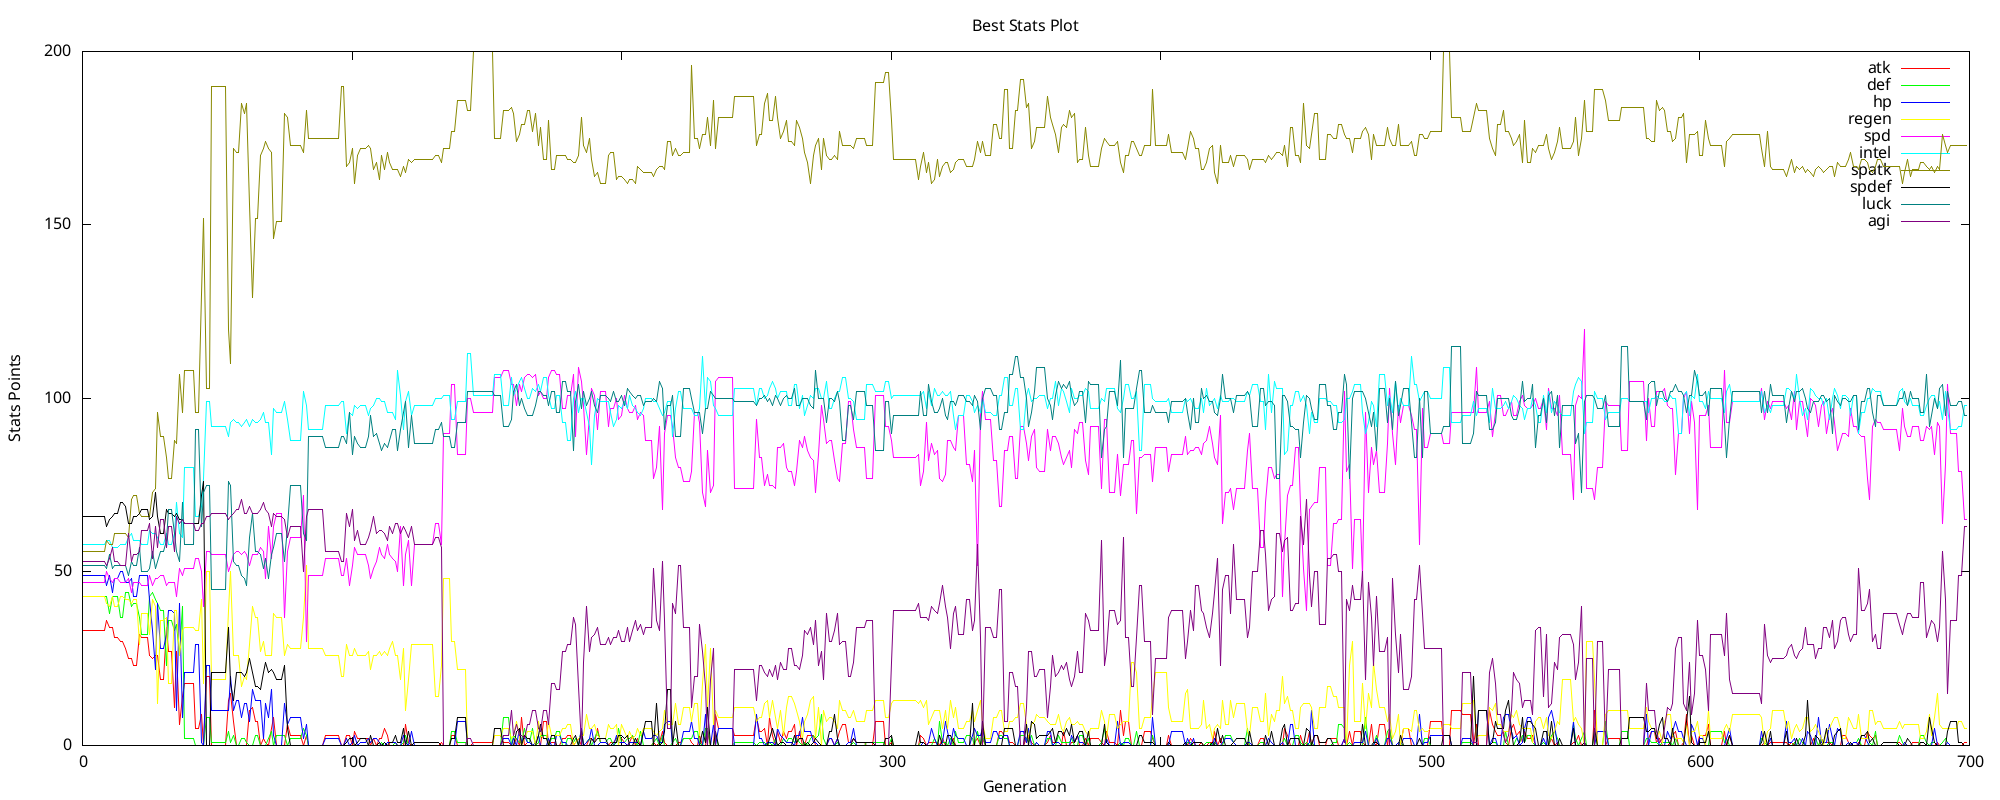 Best Stats Plot
200
150
100
50
0
Stats Points
atk
def
hp
regen
spd
intel
spatk
spdef
luck
agi
0 100 200 300 400 500 600 700
Generation